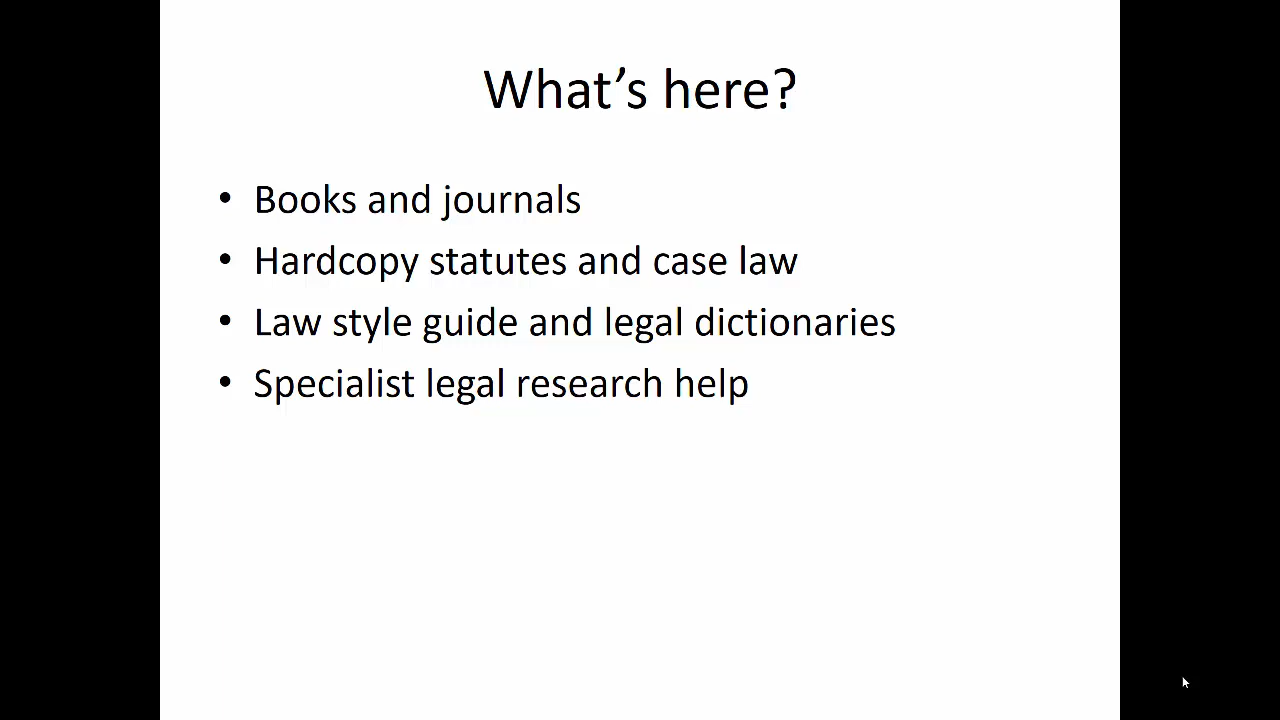 What’s here?
• Books and journals
• Hardcopy statutes and case law
• Law style guide and legal dictionaries
• Specialist legal research help